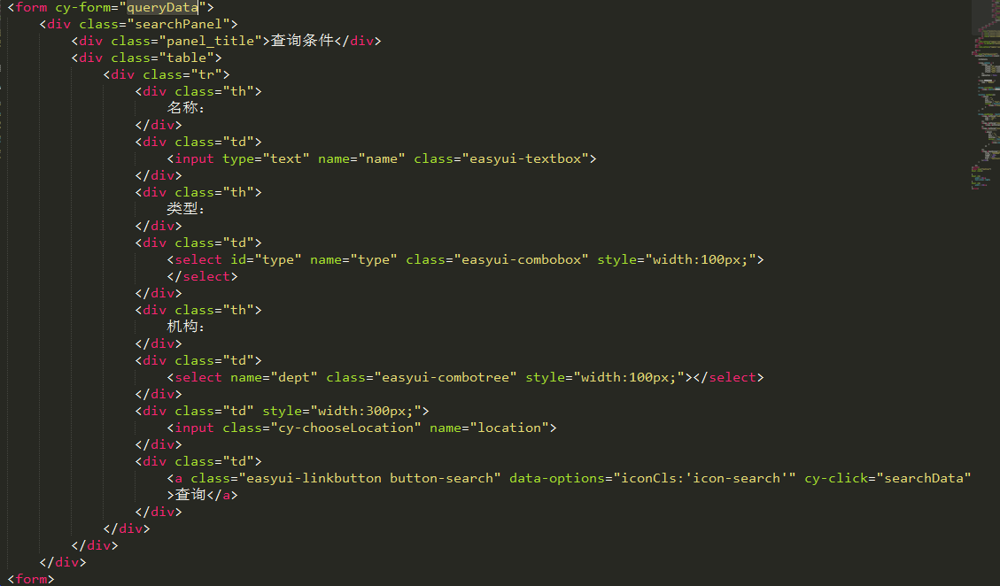 <form cy-form="queryData">
<div class="searchPanel">
<div class="panel_title">查询条件</div>
<div class="table">
<div class="tr">
<div class="th">
名称：
</div>
<div class="td">
<input type="text" name="name" class="easyui-textbox">
</div>
<div class="th">
类型：
</div>
<div class="td">
<select id="type" name="type" class="easyui-combobox" style="width:100px;">
</select>
</div>
<div class="th">
机构：
</div>
<div class="td">
<select name="dept" class="easyui-combotree" style="width:100px;"></select>
</div>
<div class="td" style="width:300px;">
<input class="cy-chooseLocation" name="location">
</div>
<div class="td">
<a class="easyui-linkbutton button-search" data-options="iconCls:'icon-search'" cy-click="searchData"
>查询</a>
</div>
</div>
</div>
</div>
<form>